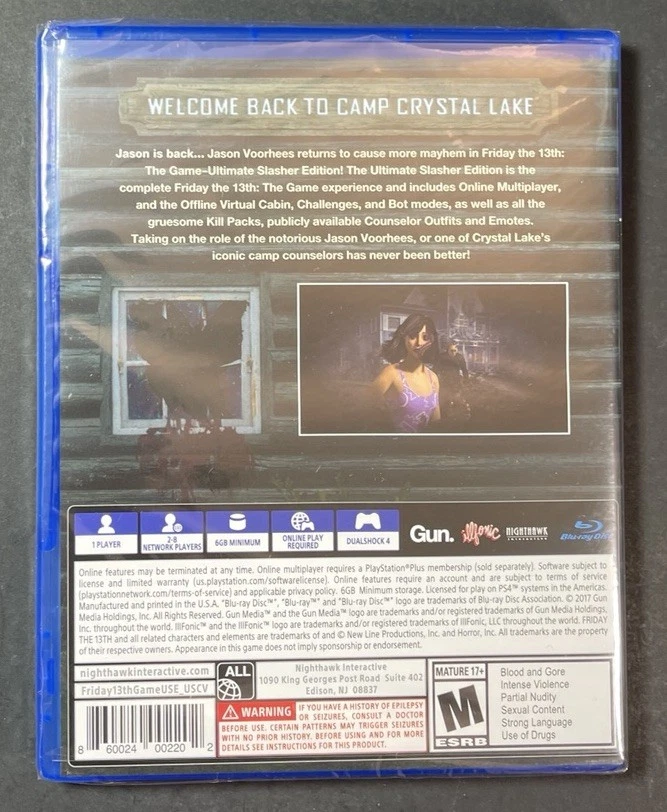 WELCOME BACK TO CAMP CRYSTAL LAKE
Jason is back... Jason Voorhees returns to cause more mayhem in Friday the 13th:
The Game–Ultimate Slasher Edition! The Ultimate Slasher Edition is the
complete Friday the 13th: The Game experience and includes Online Multiplayer,
and the Offline Virtual Cabin, Challenges, and Bot modes, as well as all the
gruesome Kill Packs, publicly available Counselor Outfits and Emotes.
Taking on the role of the notorious Jason Voorhees, or one of Crystal Lake's
iconic camp counselors has never been better!
1 PLAYER
2-8
NETWORK PLAYERS
6GB MINIMUM
ONLINE PLAY
REQUIRED
DUALSHOCK 4
Gun.
illfonic
NIGHTHAWK
INTERACTIVE
Blu-ray Disc
Online features may be terminated at any time. Online multiplayer requires a PlayStation®Plus membership (sold separately). Software subject to
license and limited warranty (us.playstation.com/softwarelicense). Online features require an account and are subject to terms of service
(playstationnetwork.com/terms-of-service) and applicable privacy policy. 6GB Minimum storage. Licensed for play on PS4™ systems in the Americas.
Manufactured and printed in the U.S.A. "Blu-ray Disc™", "Blu-ray™" and "Blu-ray Disc™" logo are trademarks of Blu-ray Disc Association. © 2017 Gun
Media Holdings, Inc. All Rights Reserved. Gun Media™ and the Gun Media™ logo are trademarks and/or registered trademarks of Gun Media Holdings,
Inc. throughout the world. IllFonic™ and the IllFonic™ logo are trademarks and/or registered trademarks of IllFonic, LLC throughout the world. FRIDAY
THE 13TH and all related characters and elements are trademarks of and © New Line Productions, Inc. and Horror, Inc. All trademarks are the property
of their respective owners. Appearance in this game does not imply sponsorship or endorsement.
nighthawkinteractive.com
Friday13thGameUSE_USCV
ALL
Nighthawk Interactive
1090 King Georges Post Road Suite 402
Edison, NJ 08837
WARNING IF YOU HAVE A HISTORY OF EPILEPSY
OR SEIZURES, CONSULT A DOCTOR
BEFORE USE. CERTAIN PATTERNS MAY TRIGGER SEIZURES
WITH NO PRIOR HISTORY. BEFORE USING AND FOR MORE
DETAILS SEE INSTRUCTIONS FOR THIS PRODUCT.
8 60024 00220 2
MATURE 17+
M
ESRB
Blood and Gore
Intense Violence
Partial Nudity
Sexual Content
Strong Language
Use of Drugs